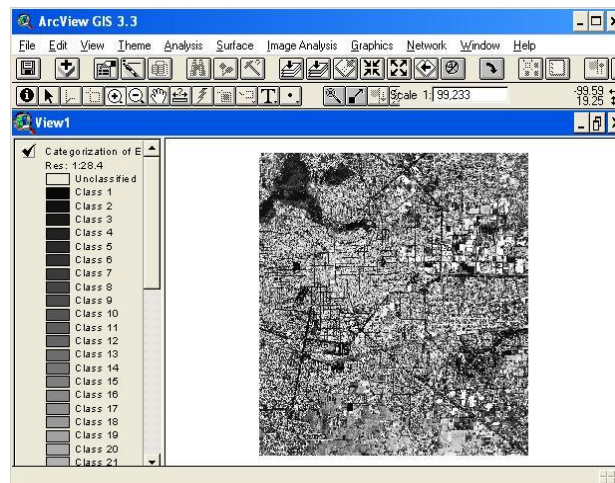 ArcView GIS 3.3
File Edit View Theme Analysis Surface Image Analysis Graphics Network Window Help
Scale 1: 99,233
-99.59
19.25
View1
Categorization of E
Res: 1:28.4
Unclassified
Class 1
Class 2
Class 3
Class 4
Class 5
Class 6
Class 7
Class 8
Class 9
Class 10
Class 11
Class 12
Class 13
Class 14
Class 15
Class 16
Class 17
Class 18
Class 19
Class 20
Class 21